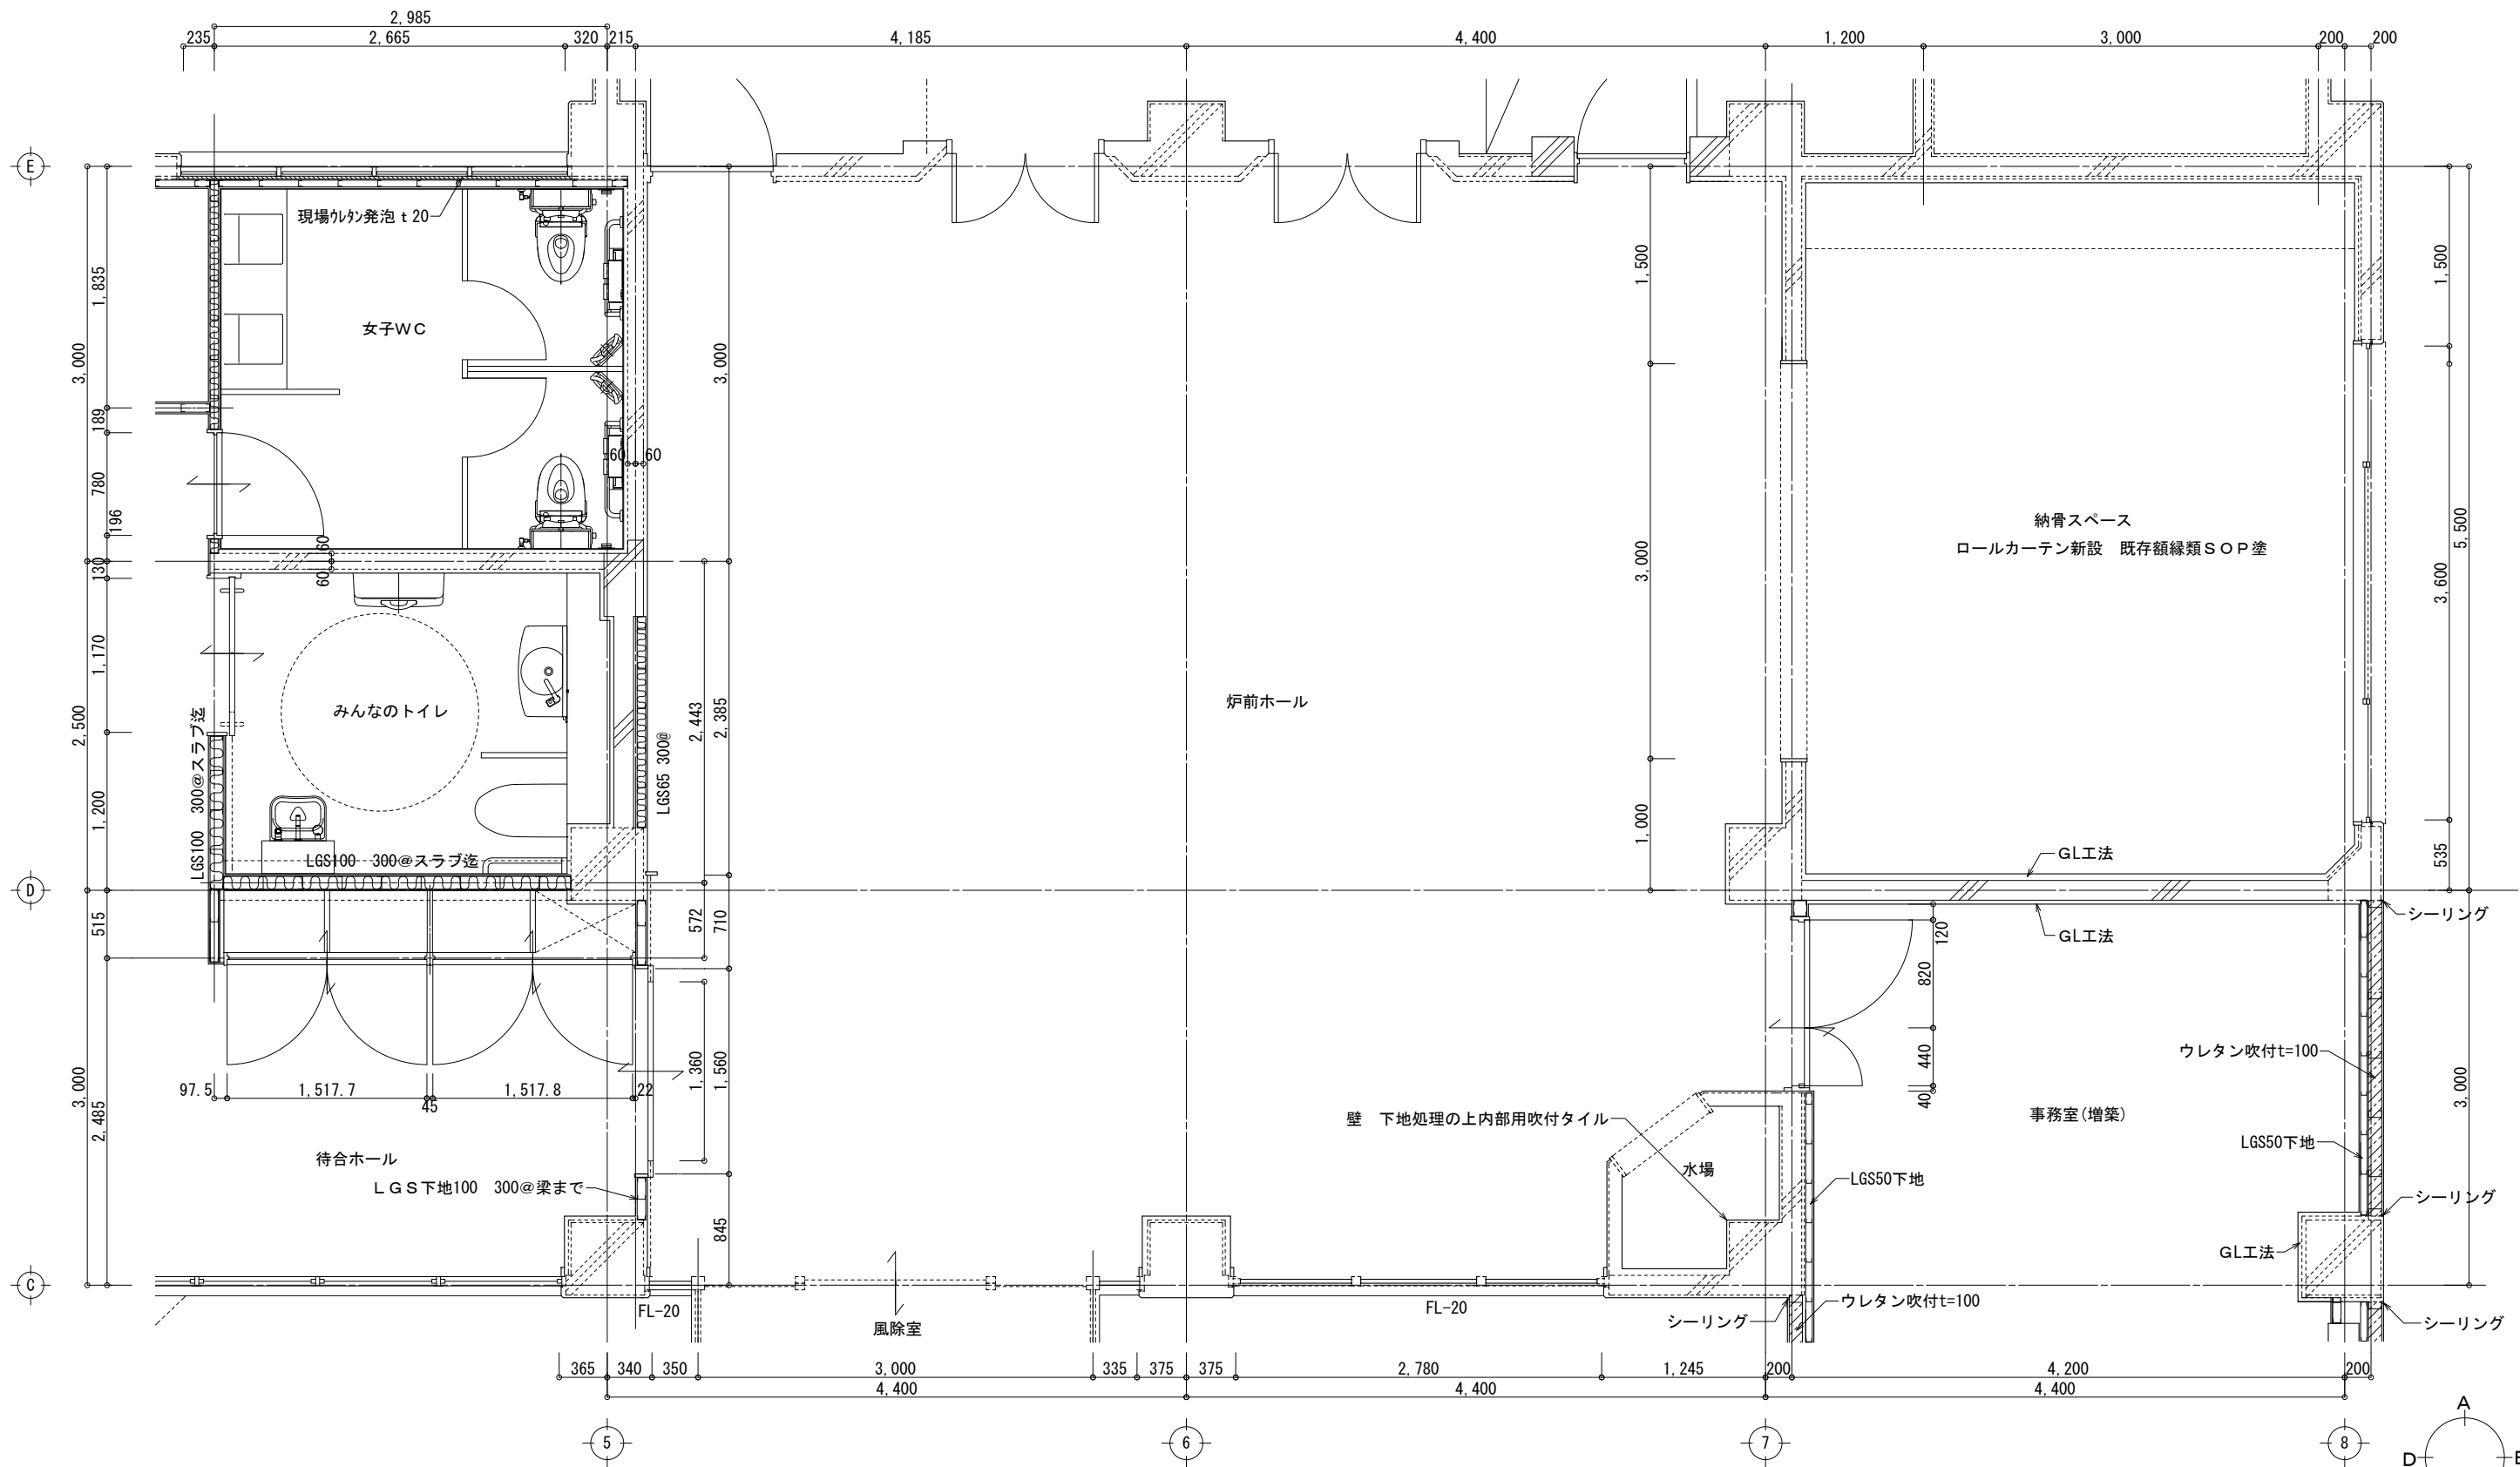 2,985
235
2,665
320
215
4,185
4,400
1,200
3,000
200
200
E
現場ウレタン発泡 t 20
1,835
3,000
189
780
196
130
女子WC
60
60
60
60
3,000
1,500
3,000
1,000
1,500
5,500
3,600
535
納骨スペース
ロールカーテン新設 既存額縁類SOP塗
炉前ホール
みんなのトイレ
1,170
2,500
1,200
LGS100 300@スラブ迄
LGS100 300@スラブ迄
LGS65 300@
2,443
2,385
D
GL工法
GL工法
シーリング
515
572
710
120
820
440
40
1,360
1,560
845
97.5
1,517.7
45
1,517.8
22
3,000
2,485
3,000
ウレタン吹付t=100
事務室(増築)
LGS50下地
壁 下地処理の上内部用吹付タイル
水場
LGS50下地
待合ホール
LGS下地100 300@梁まで
シーリング
GL工法
C
FL-20
風除室
FL-20
シーリング
ウレタン吹付t=100
シーリング
365
340
350
3,000
335
375
375
2,780
1,245
200
4,200
200
4,400
4,400
4,400
5
6
7
8
A
D